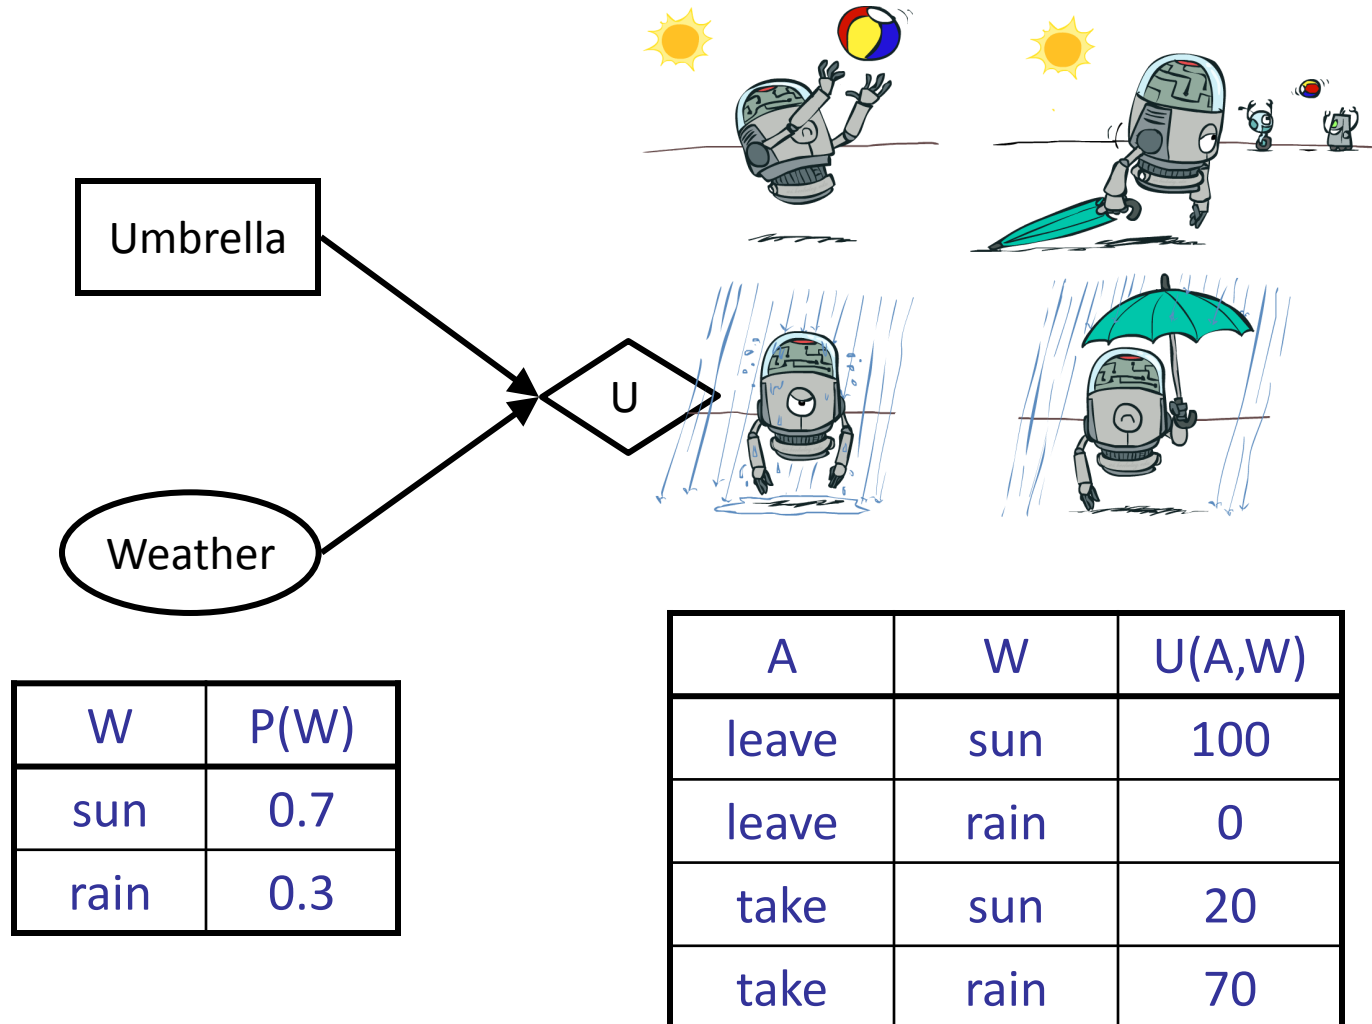 Umbrella
U
Weather
W P(W)
sun 0.7
rain 0.3
A W U(A,W)
leave sun 100
leave rain 0
take sun 20
take rain 70